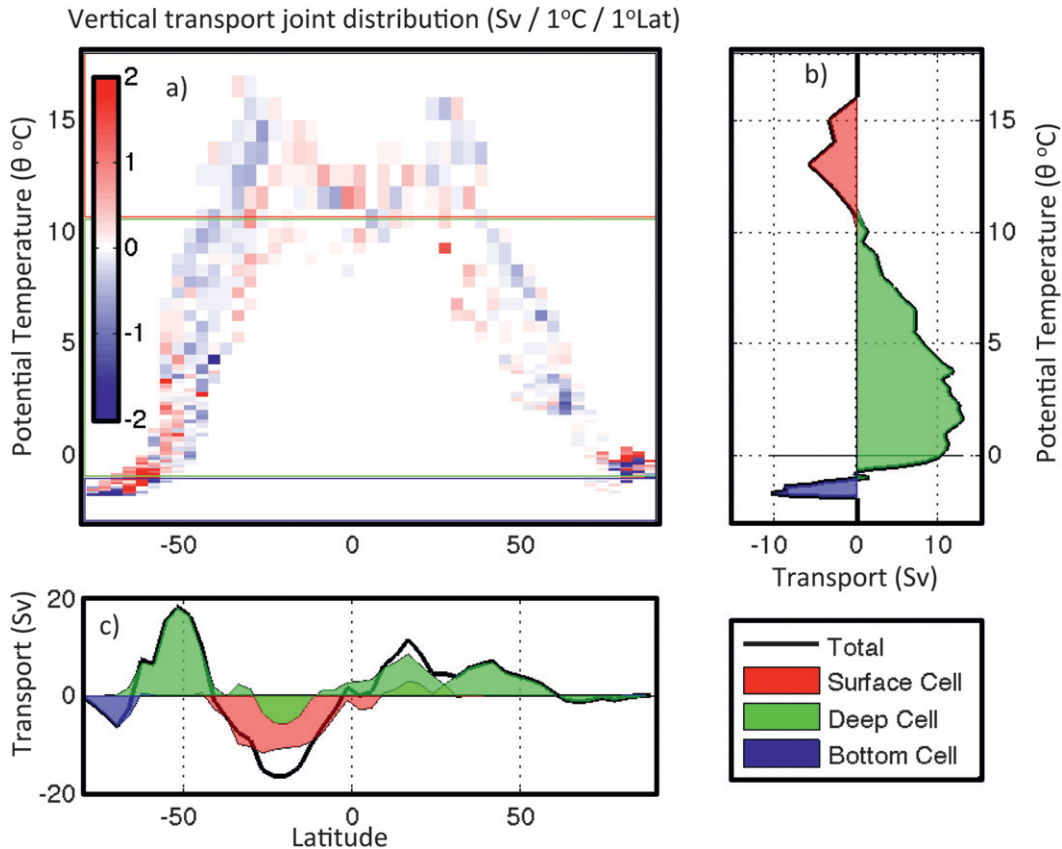 Vertical transport joint distribution (Sv / 1°C / 1°Lat)
a)
2
1
0
-1
-2
15
10
5
0
Potential Temperature (θ °C)
-50
0
50
b)
15
10
5
0
Potential Temperature (θ °C)
-10
0
10
Transport (Sv)
c)
20
0
-20
Transport (Sv)
-50
0
50
Latitude
Total
Surface Cell
Deep Cell
Bottom Cell